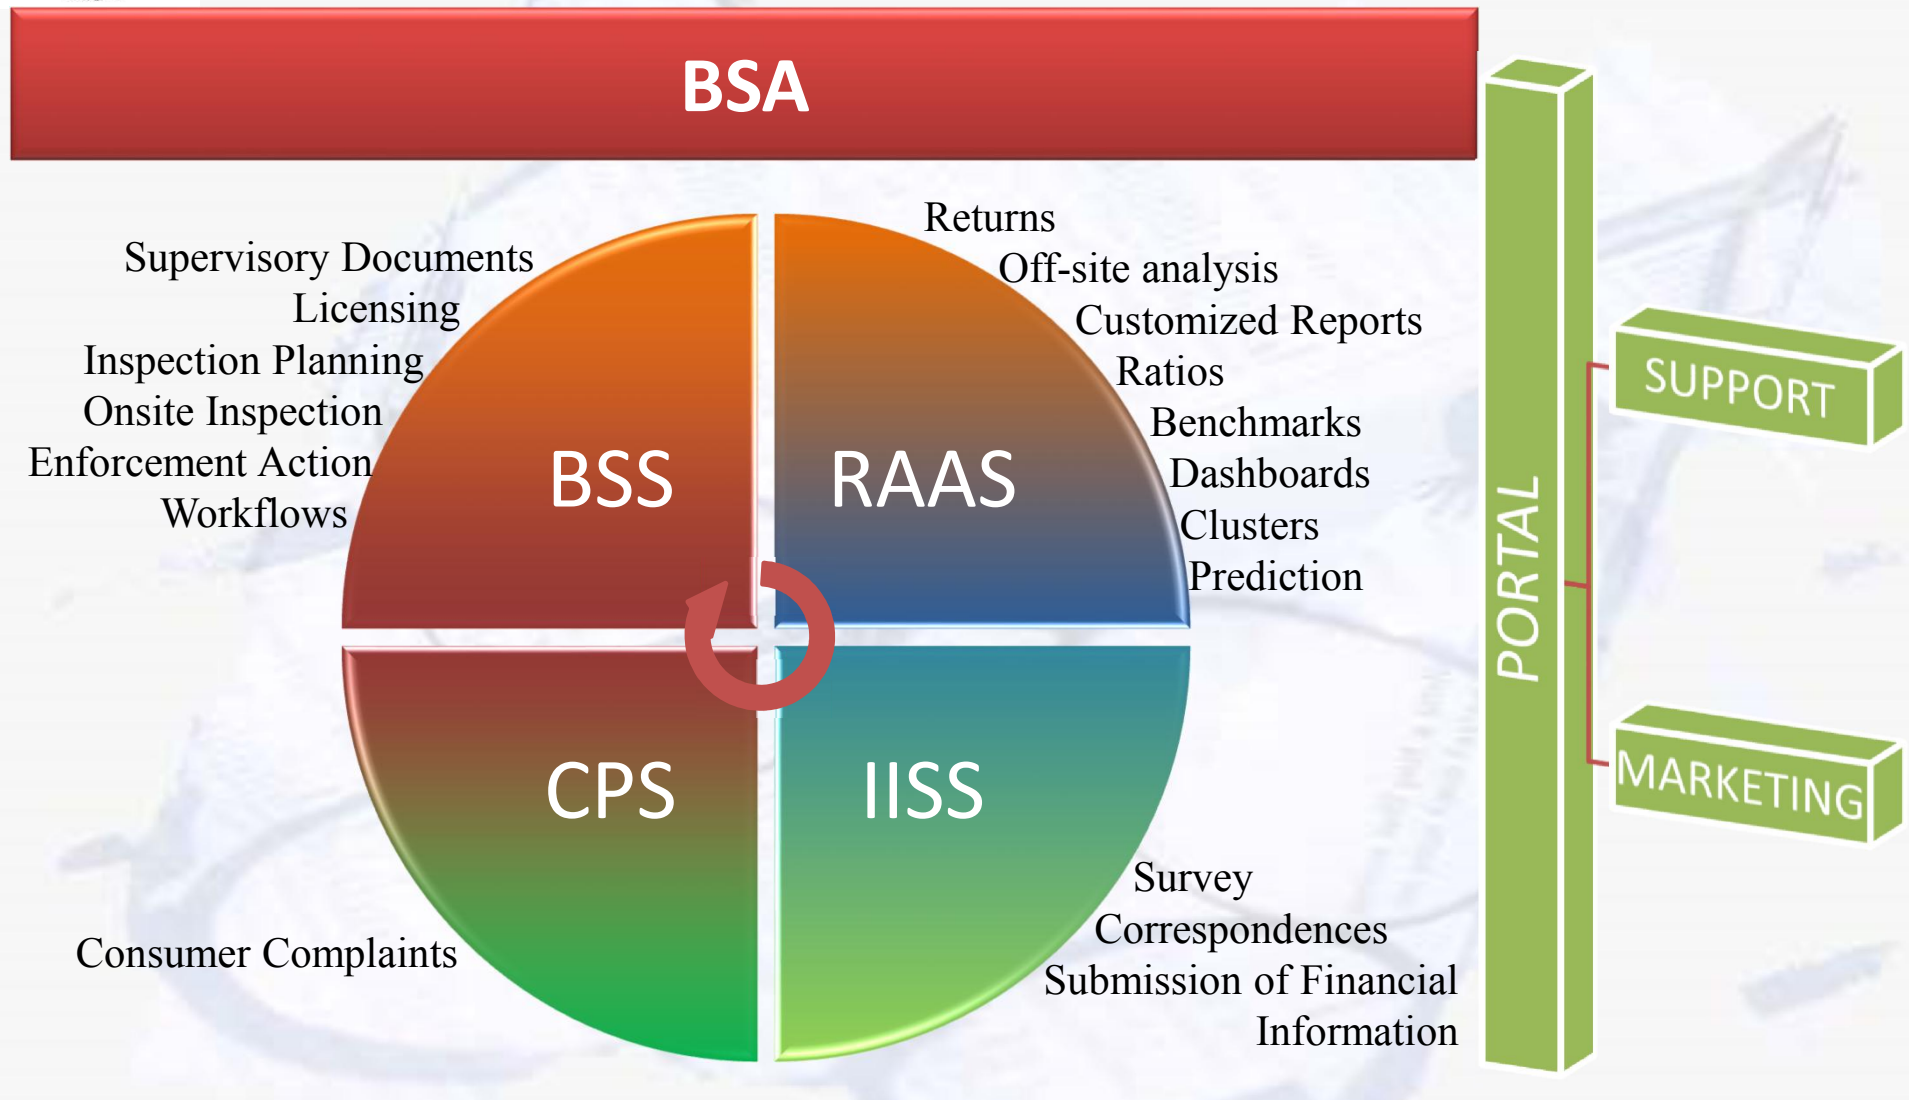 BSA
Supervisory Documents
Licensing
Inspection Planning
Onsite Inspection
Enforcement Action
Workflows
BSS
RAAS
Returns
Off-site analysis
Customized Reports
Ratios
Benchmarks
Dashboards
Clusters
Prediction
CPS
IISS
Consumer Complaints
Survey
Correspondences
Submission of Financial
Information
PORTAL
SUPPORT
MARKETING